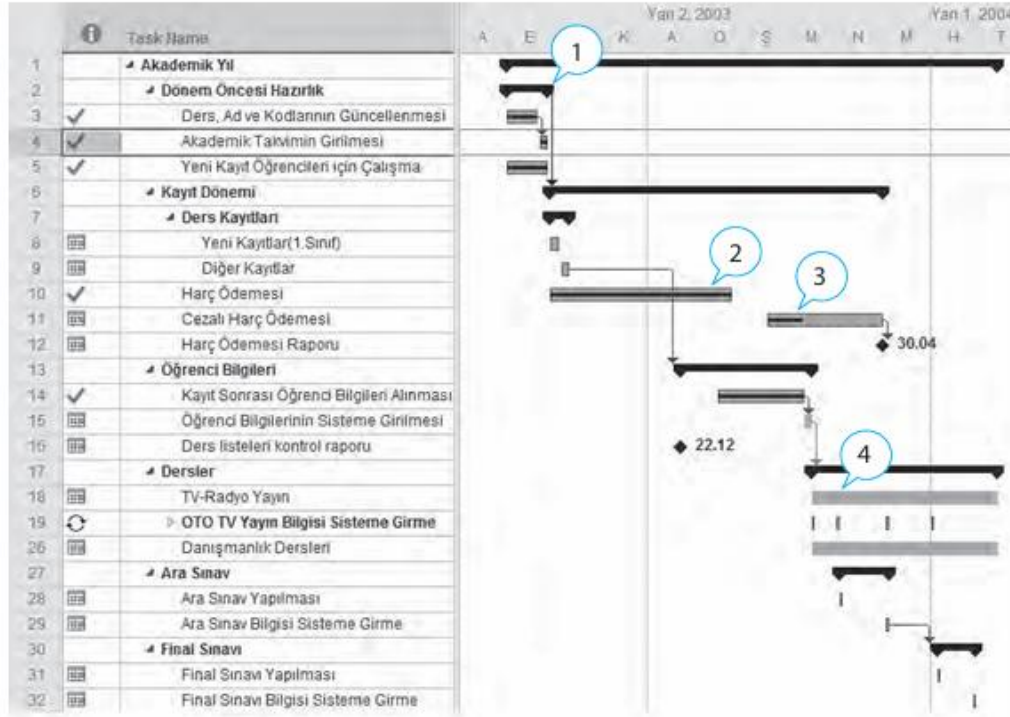 Yarı 2, 2003 Yarı 1, 2004
Task Name A E K A O Ş M N M H T
1 Akademik Yıl
2 Dönem Öncesi Hazırlık
3 Ders, Ad ve Kodlarının Güncellenmesi
4 Akademik Takvimin Girilmesi
5 Yeni Kayıt Öğrencileri için Çalışma
6 Kayıt Dönemi
7 Ders Kayıtları
8 Yeni Kayıtlar(1.Sınıf)
9 Diğer Kayıtlar
10 Harç Ödemesi
11 Cezalı Harç Ödemesi
12 Harç Ödemesi Raporu 30.04
13 Öğrenci Bilgileri
14 Kayıt Sonrası Öğrenci Bilgileri Alınması
15 Öğrenci Bilgilerinin Sisteme Girilmesi
16 Ders listeleri kontrol raporu 22.12
17 Dersler
18 TV-Radyo Yayın
19 OTO TV Yayın Bilgisi Sisteme Girme
26 Danışmanlık Dersleri
27 Ara Sınav
28 Ara Sınav Yapılması
29 Ara Sınav Bilgisi Sisteme Girme
30 Final Sınavı
31 Final Sınavı Yapılması
32 Final Sınavı Bilgisi Sisteme Girme
1
2
3
4